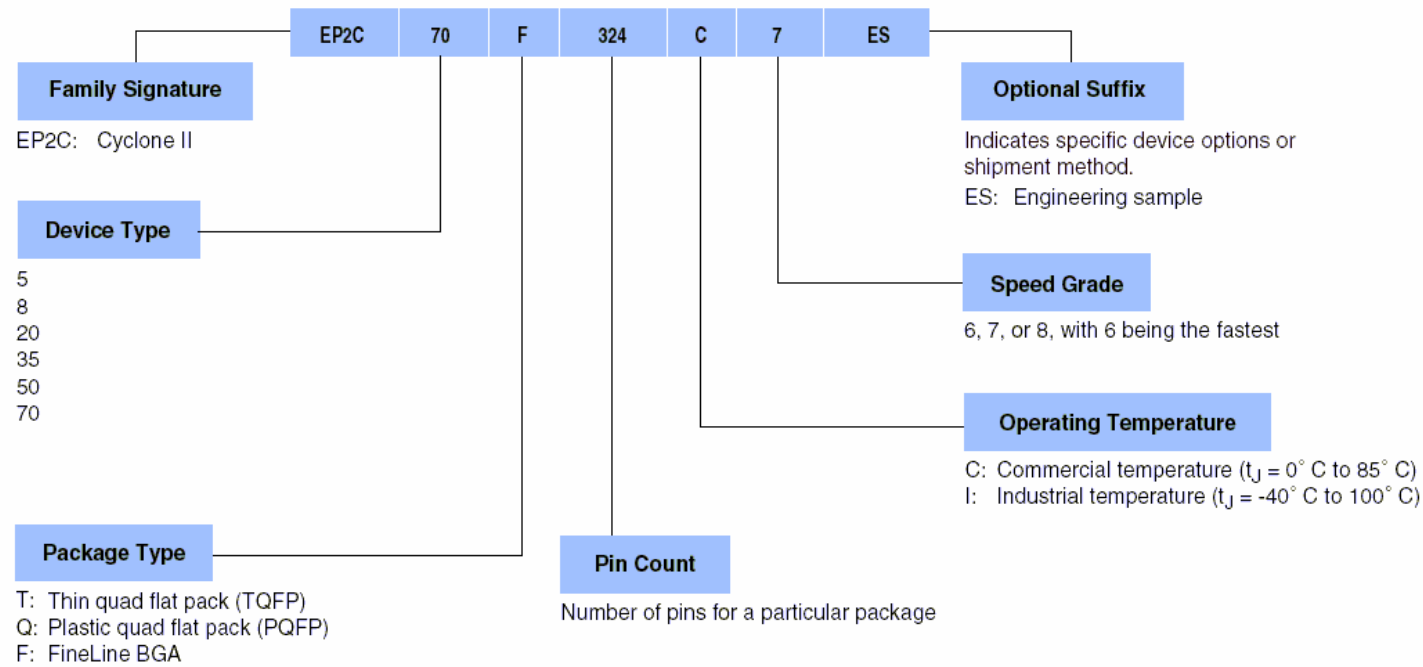 EP2C 70 F 324 C 7 ES
Family Signature
EP2C: Cyclone II
Optional Suffix
Indicates specific device options or
shipment method.
ES: Engineering sample
Device Type
5
8
20
35
50
70
Speed Grade
6, 7, or 8, with 6 being the fastest
Operating Temperature
C: Commercial temperature (tJ = 0° C to 85° C)
I: Industrial temperature (tJ = -40° C to 100° C)
Package Type
T: Thin quad flat pack (TQFP)
Q: Plastic quad flat pack (PQFP)
F: FineLine BGA
Pin Count
Number of pins for a particular package